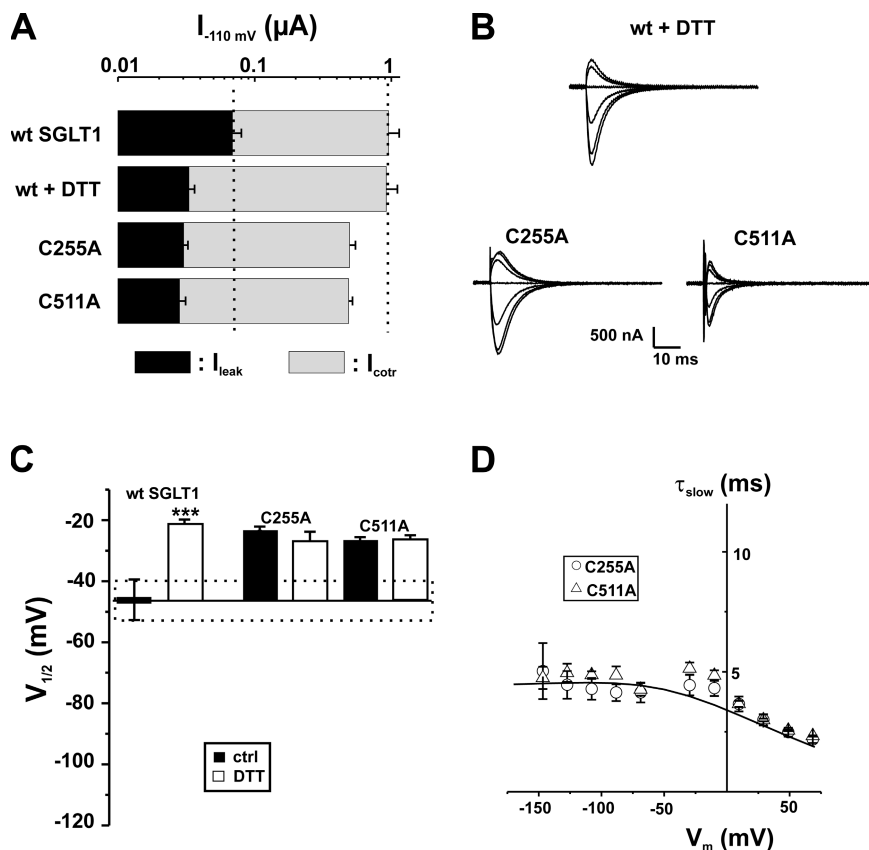 A
I-110 mV (µA)
0.01 0.1 1
wt SGLT1
wt + DTT
C255A
C511A
: Ileak : Icotr
B
wt + DTT
C255A
C511A
500 nA
10 ms
C
wt SGLT1
***
C255A
C511A
-20
-40
-60
-80
-100
-120
V1/2 (mV)
ctrl
DTT
D
τslow (ms)
10
5
C255A
C511A
-150 -100 -50 50
Vm (mV)